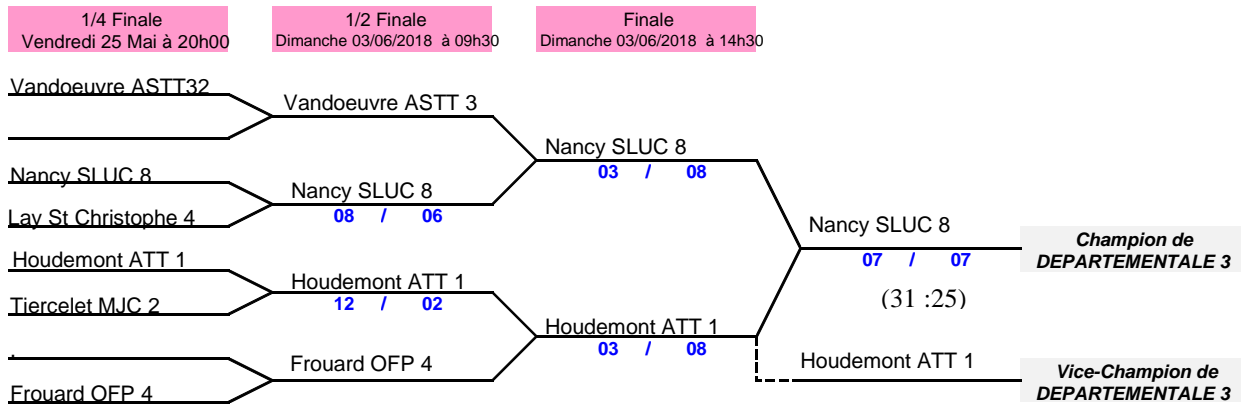 1/4 Finale
Vendredi 25 Mai à 20h00
1/2 Finale
Dimanche 03/06/2018 à 09h30
Finale
Dimanche 03/06/2018 à 14h30
Vandoeuvre ASTT32
Vandoeuvre ASTT 3
Nancy SLUC 8
03 / 08
Nancy SLUC 8
Nancy SLUC 8
08 / 06
Lay St Christophe 4
Nancy SLUC 8
07 / 07
(31 :25)
Champion de
DEPARTEMENTALE 3
Houdemont ATT 1
Houdemont ATT 1
12 / 02
Tiercelet MJC 2
Houdemont ATT 1
03 / 08
.
Frouard OFP 4
Frouard OFP 4
Houdemont ATT 1
Vice-Champion de
DEPARTEMENTALE 3